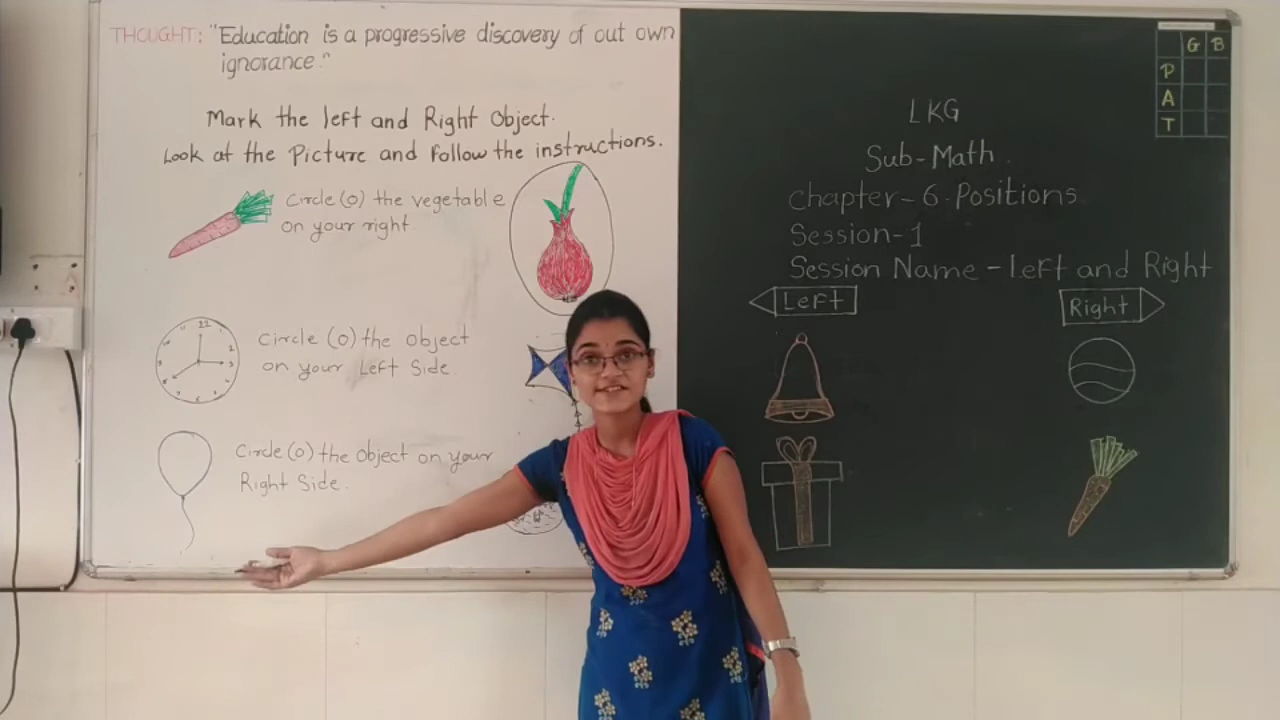 THOUGHT: "Education is a progressive discovery of out own
ignorance."
Mark the left and Right Object.
Look at the Picture and follow the instructions.
Circle (o) the vegetable
on your right
Circle (o) the object
on your Left Side.
Circle (o) the object on your
Right Side.
G B
P
A
T
LKG
Sub-Math.
Chapter-6 Positions
Session-1
Session Name - left and Right
Left
Right